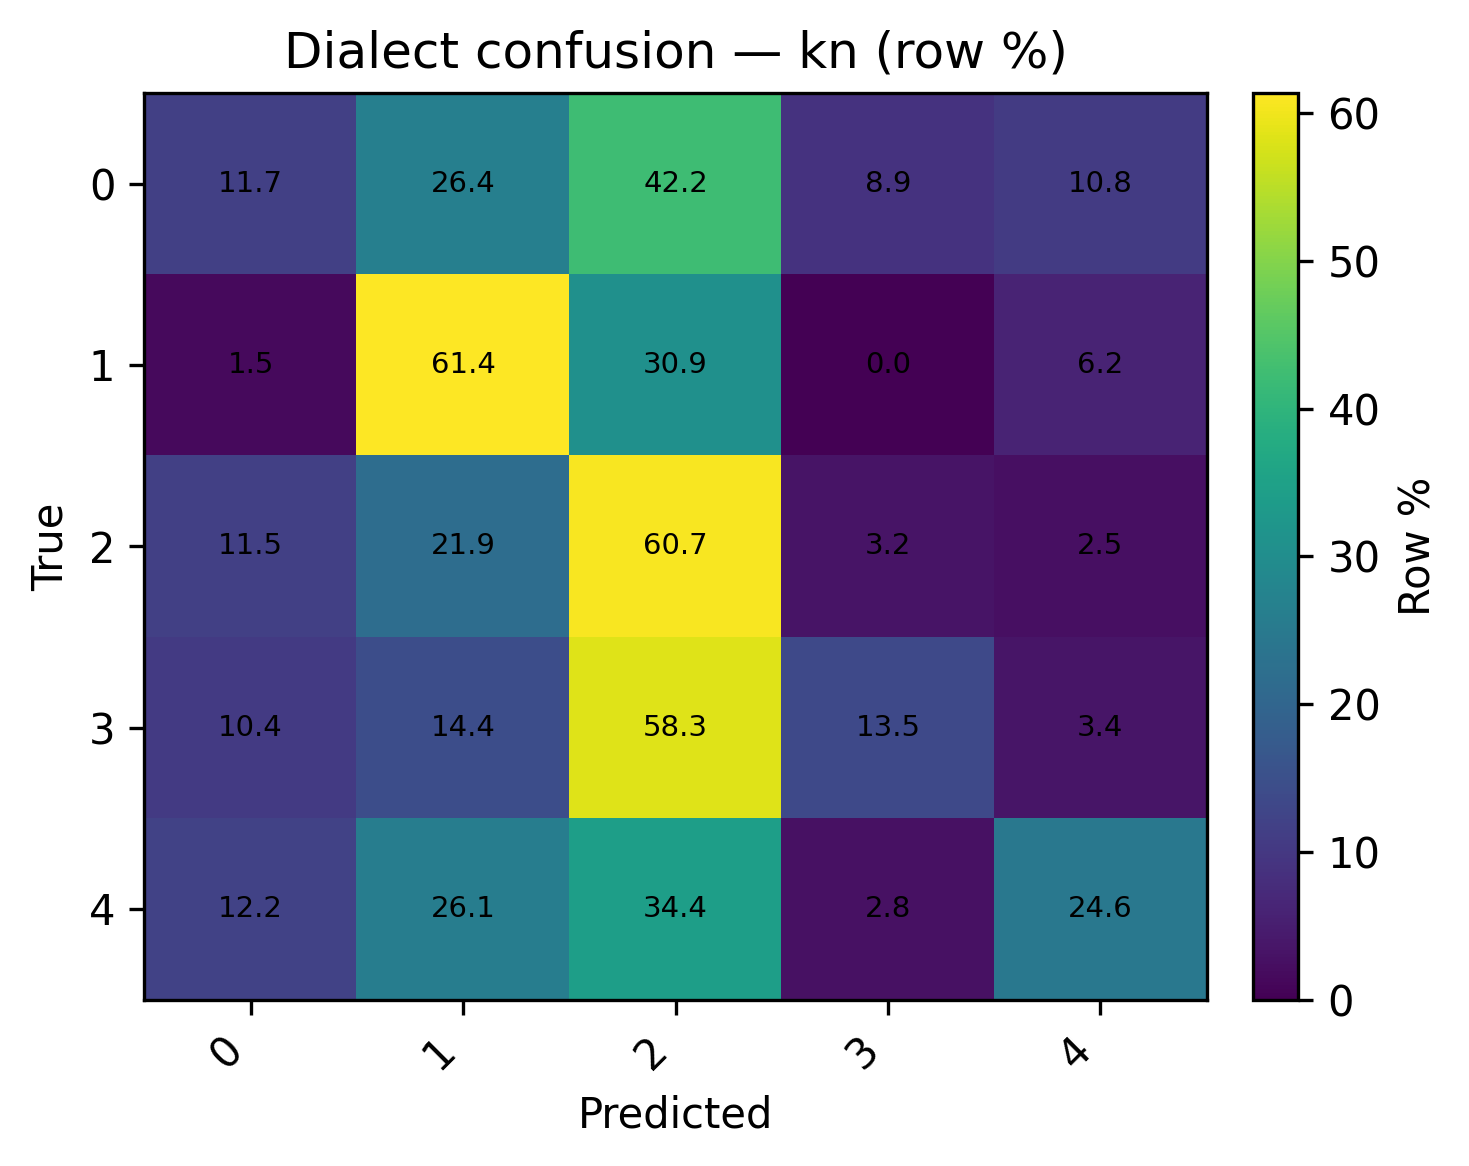 Dialect confusion — kn (row %)
0 11.7 26.4 42.2 8.9 10.8
1 1.5 61.4 30.9 0.0 6.2
2 11.5 21.9 60.7 3.2 2.5
3 10.4 14.4 58.3 13.5 3.4
4 12.2 26.1 34.4 2.8 24.6
0 1 2 3 4
Predicted
True
60
50
40
30
20
10
0
Row %